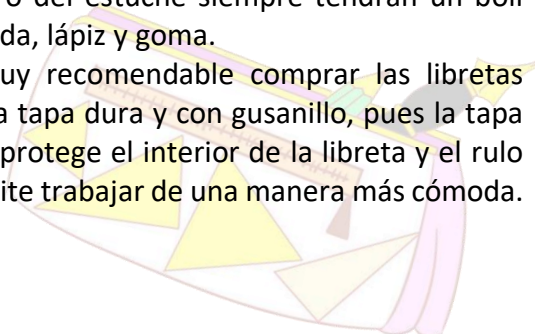 o del estuche siempre tendrán un boli
da, lápiz y goma.
uy recomendable comprar las libretas
a tapa dura y con gusanillo, pues la tapa
protege el interior de la libreta y el rulo
ite trabajar de una manera más cómoda.